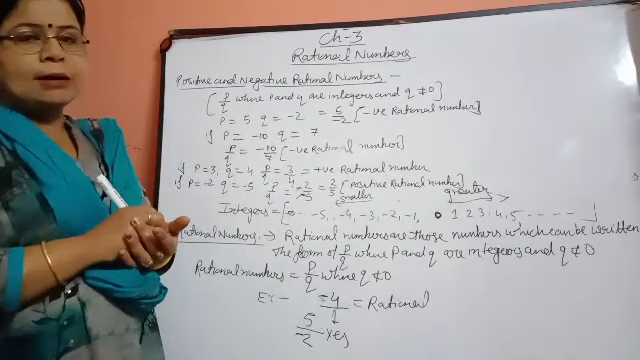 Ch-3
Rational Numbers
Positive and Negative Rational Numbers -
[p/q where P and q are integers and q ≠0]
P = 5 q = -2 = 5/-2 [-ve Rational number]
if P = -10 q = 7
P/q = -10/7 [-ve Rational number]
if P=3, q=4 P/q = 3/4 = +ve Rational number
if P=-2 q=-5 P/q = -2/-5 = 2/5 [Positive Rational number]
smaller greater
Integers = [ -5, -4, -3, -2, -1, 0 1 2 3 4, 5 ------]
Rational Numbers → Rational numbers are those numbers which can be written
the form of P/q where P and q are integers and q ≠ 0
Rational numbers = P/q where q ≠ 0
Ex - -4/1 = Rational
5/-2 yes